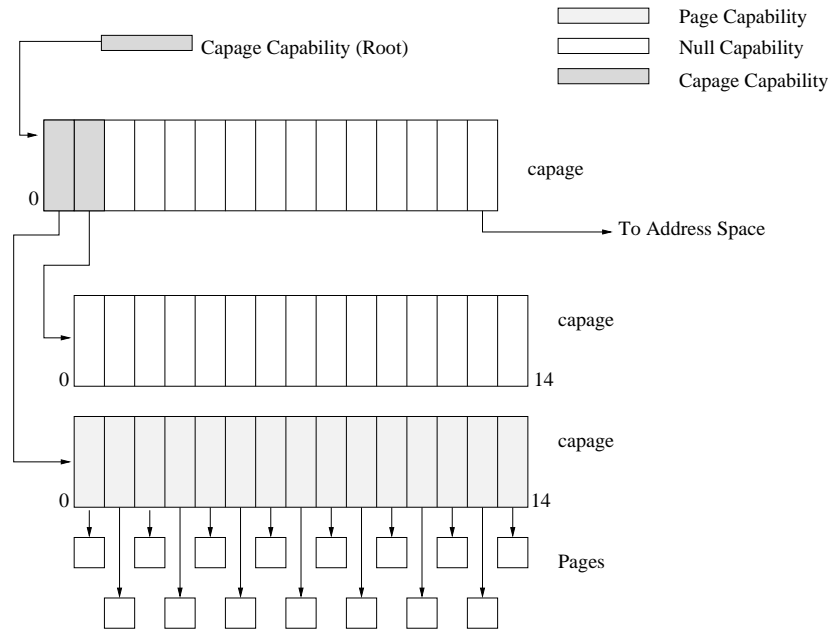 Page Capability
Capage Capability (Root)
Null Capability
Capage Capability
capage
0
To Address Space
capage
0
14
capage
0
14
Pages